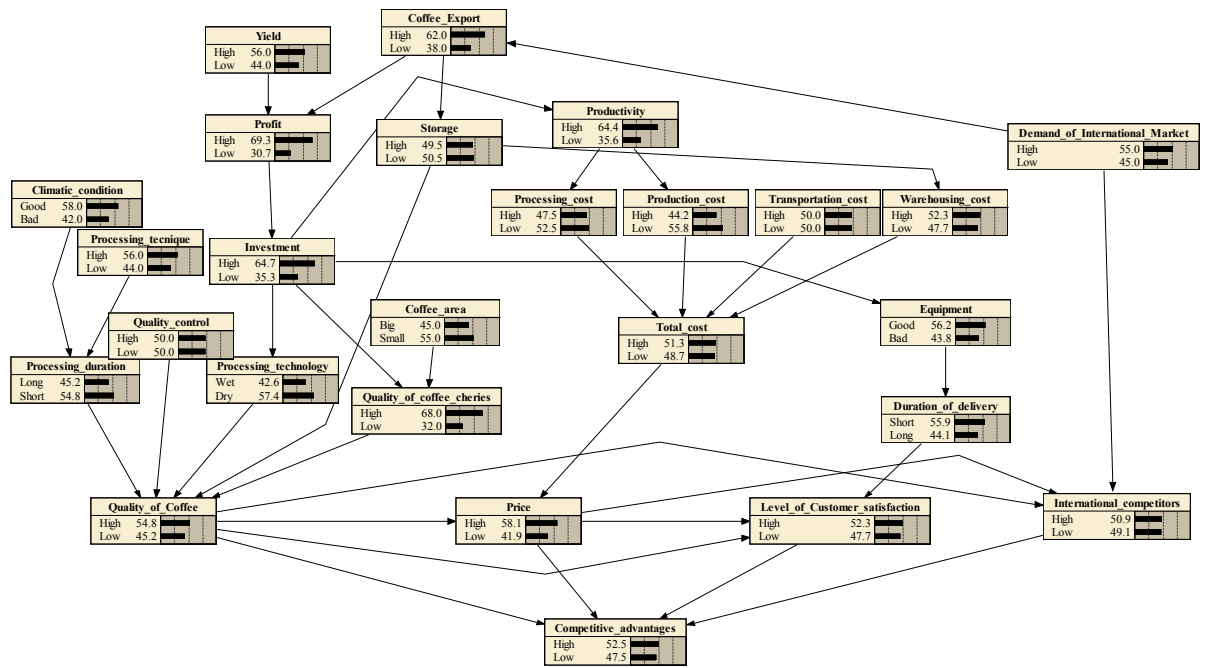 Coffee_Export
High 62.0
Low 38.0
Yield
High 56.0
Low 44.0
Productivity
High 64.4
Low 35.6
Profit
High 69.3
Low 30.7
Storage
High 49.5
Low 50.5
Demand_of_International_Market
High 55.0
Low 45.0
Climatic_condition
Good 58.0
Bad 42.0
Processing_cost
High 47.5
Low 52.5
Production_cost
High 44.2
Low 55.8
Transportation_cost
High 50.0
Low 50.0
Warehousing_cost
High 52.3
Low 47.7
Processing_tecnique
High 56.0
Low 44.0
Investment
High 64.7
Low 35.3
Coffee_area
Big 45.0
Small 55.0
Equipment
Good 56.2
Bad 43.8
Quality_control
High 50.0
Low 50.0
Total_cost
High 51.3
Low 48.7
Processing_duration
Long 45.2
Short 54.8
Processing_technology
Wet 42.6
Dry 57.4
Quality_of_coffee_cheries
High 68.0
Low 32.0
Duration_of_delivery
Short 55.9
Long 44.1
Quality_of_Coffee
High 54.8
Low 45.2
Price
High 58.1
Low 41.9
Level_of_Customer_satisfaction
High 52.3
Low 47.7
International_competitors
High 50.9
Low 49.1
Competitive_advantages
High 52.5
Low 47.5